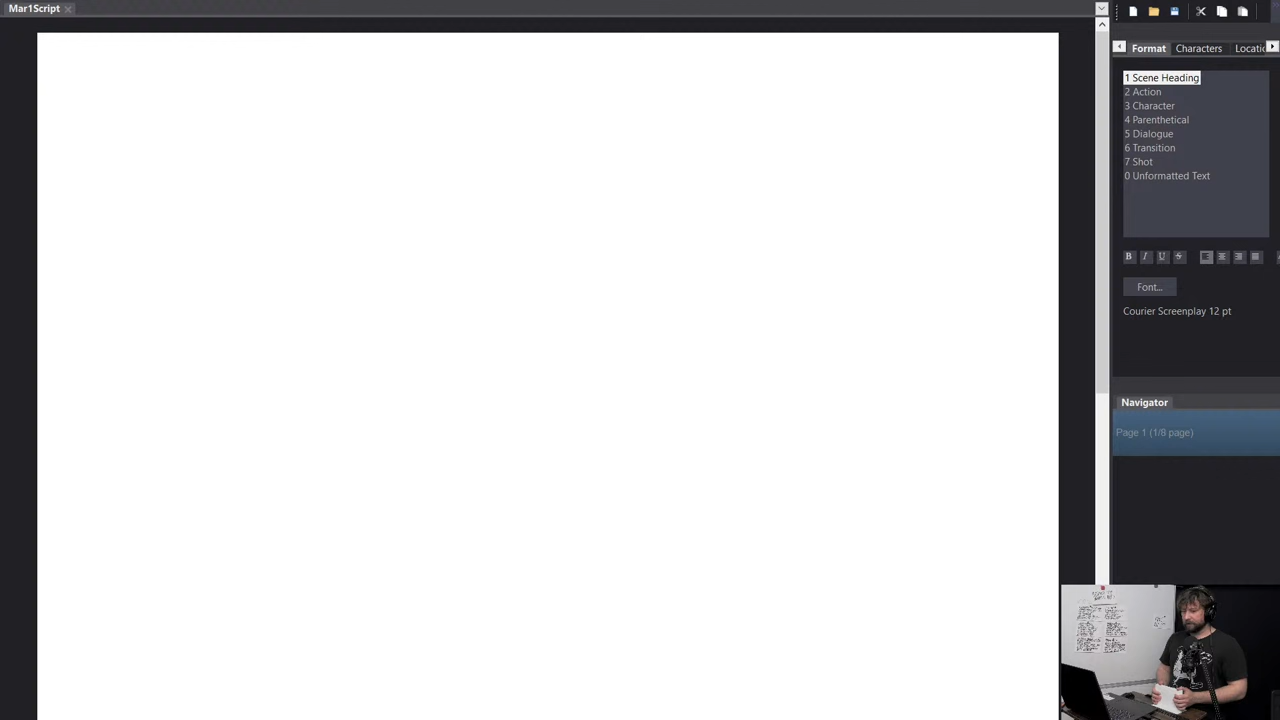 Mar1Script
Format
Characters
Locatio
1 Scene Heading
2 Action
3 Character
4 Parenthetical
5 Dialogue
6 Transition
7 Shot
0 Unformatted Text
B I U S
Font...
Courier Screenplay 12 pt
Navigator
Page 1 (1/8 page)